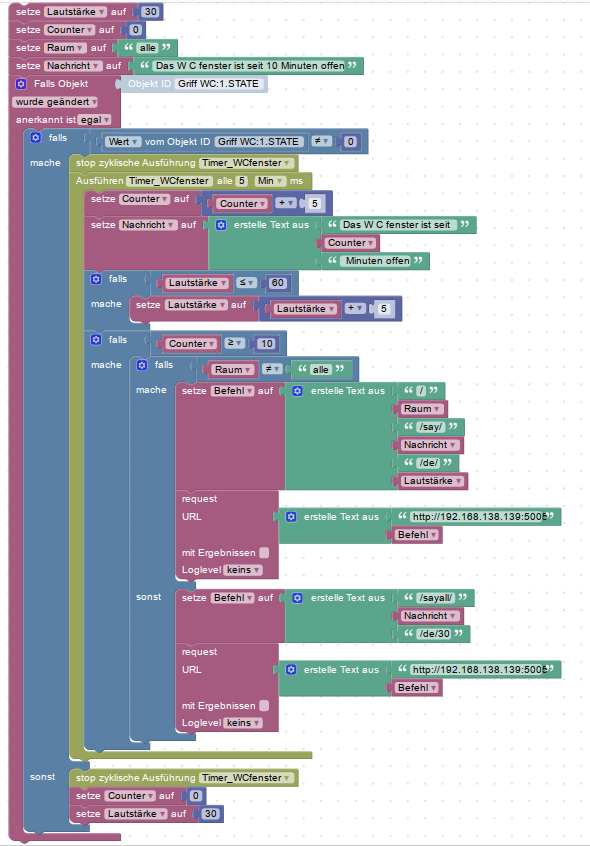 setze Lautstärke auf 30
setze Counter auf 0
setze Raum auf “ alle ”
setze Nachricht auf “ Das W C fenster ist seit 10 Minuten offen ”
Falls Objekt Objekt ID Griff WC:1.STATE
wurde geändert
anerkannt ist egal
falls Wert vom Objekt ID Griff WC:1.STATE ≠ 0
mache stop zyklische Ausführung Timer_WCfenster
Ausführen Timer_WCfenster alle 5 Min ms
setze Counter auf Counter + 5
setze Nachricht auf erstelle Text aus “ Das W C fenster ist seit ”
Counter
“ Minuten offen ”
falls Lautstärke ≤ 60
mache setze Lautstärke auf Lautstärke + 5
falls Counter ≥ 10
mache falls Raum ≠ “ alle ”
mache setze Befehl auf erstelle Text aus “ / ”
Raum
“ /say/ ”
Nachricht
“ /de/ ”
Lautstärke
request
URL erstelle Text aus “ http://192.168.138.139:5005 ”
Befehl
mit Ergebnissen
Loglevel keins
sonst setze Befehl auf erstelle Text aus “ /sayall/ ”
Nachricht
“ /de/30 ”
request
URL erstelle Text aus “ http://192.168.138.139:5005 ”
Befehl
mit Ergebnissen
Loglevel keins
sonst stop zyklische Ausführung Timer_WCfenster
setze Counter auf 0
setze Lautstärke auf 30